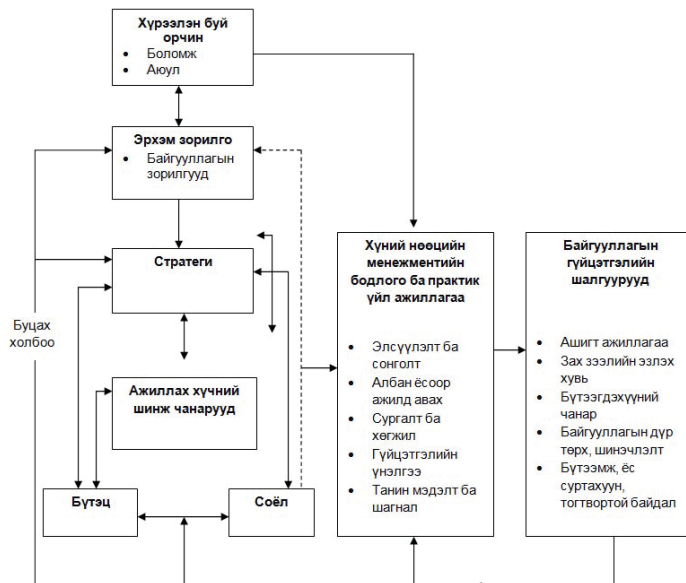 Хүрээлэн буй
орчин
• Боломж
• Аюул
Эрхэм зорилго
• Байгууллагын
зорилгууд
Стратеги
Буцах
холбоо
Ажиллах хүчний
шинж чанарууд
Бүтэц
Соёл
Хүний нөөцийн
менежментийн
бодлого ба практик
үйл ажиллагаа
• Элсүүлэлт ба
сонголт
• Албан ёсоор
ажилд авах
• Сургалт ба
хөгжил
• Гүйцэтгэлийн
үнэлгээ
• Танин мэдэлт ба
шагнал
Байгууллагын
гүйцэтгэлийн
шалгуурууд
• Ашигт ажиллагаа
• Зах зээлийн эзлэх
хувь
• Бүтээгдэхүүний
чанар
• Байгууллагын дүр
төрх, шинэчлэлт
• Бүтээмж, ёс
суртахуун,
тогтвортой байдал